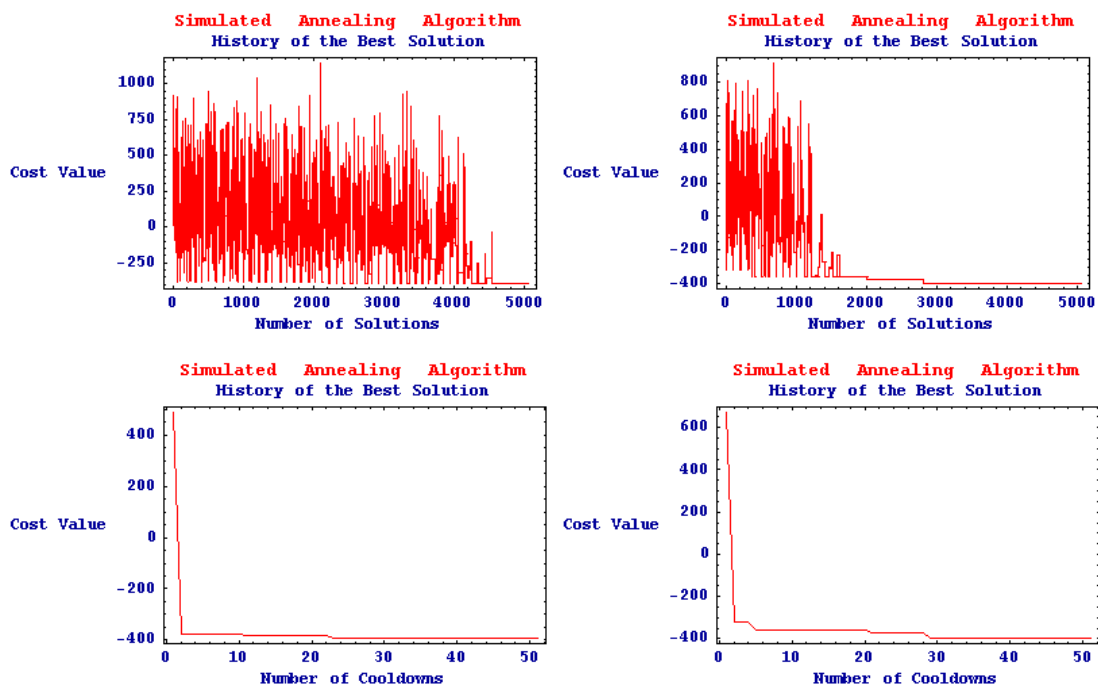 Simulated Annealing Algorithm
History of the Best Solution
1000
750
500
250
0
-250
Cost Value
0 1000 2000 3000 4000 5000
Number of Solutions
Simulated Annealing Algorithm
History of the Best Solution
800
600
400
200
0
-200
-400
Cost Value
0 1000 2000 3000 4000 5000
Number of Solutions
Simulated Annealing Algorithm
History of the Best Solution
400
200
0
-200
-400
Cost Value
0 10 20 30 40 50
Number of Cooldowns
Simulated Annealing Algorithm
History of the Best Solution
600
400
200
0
-200
-400
Cost Value
0 10 20 30 40 50
Number of Cooldowns